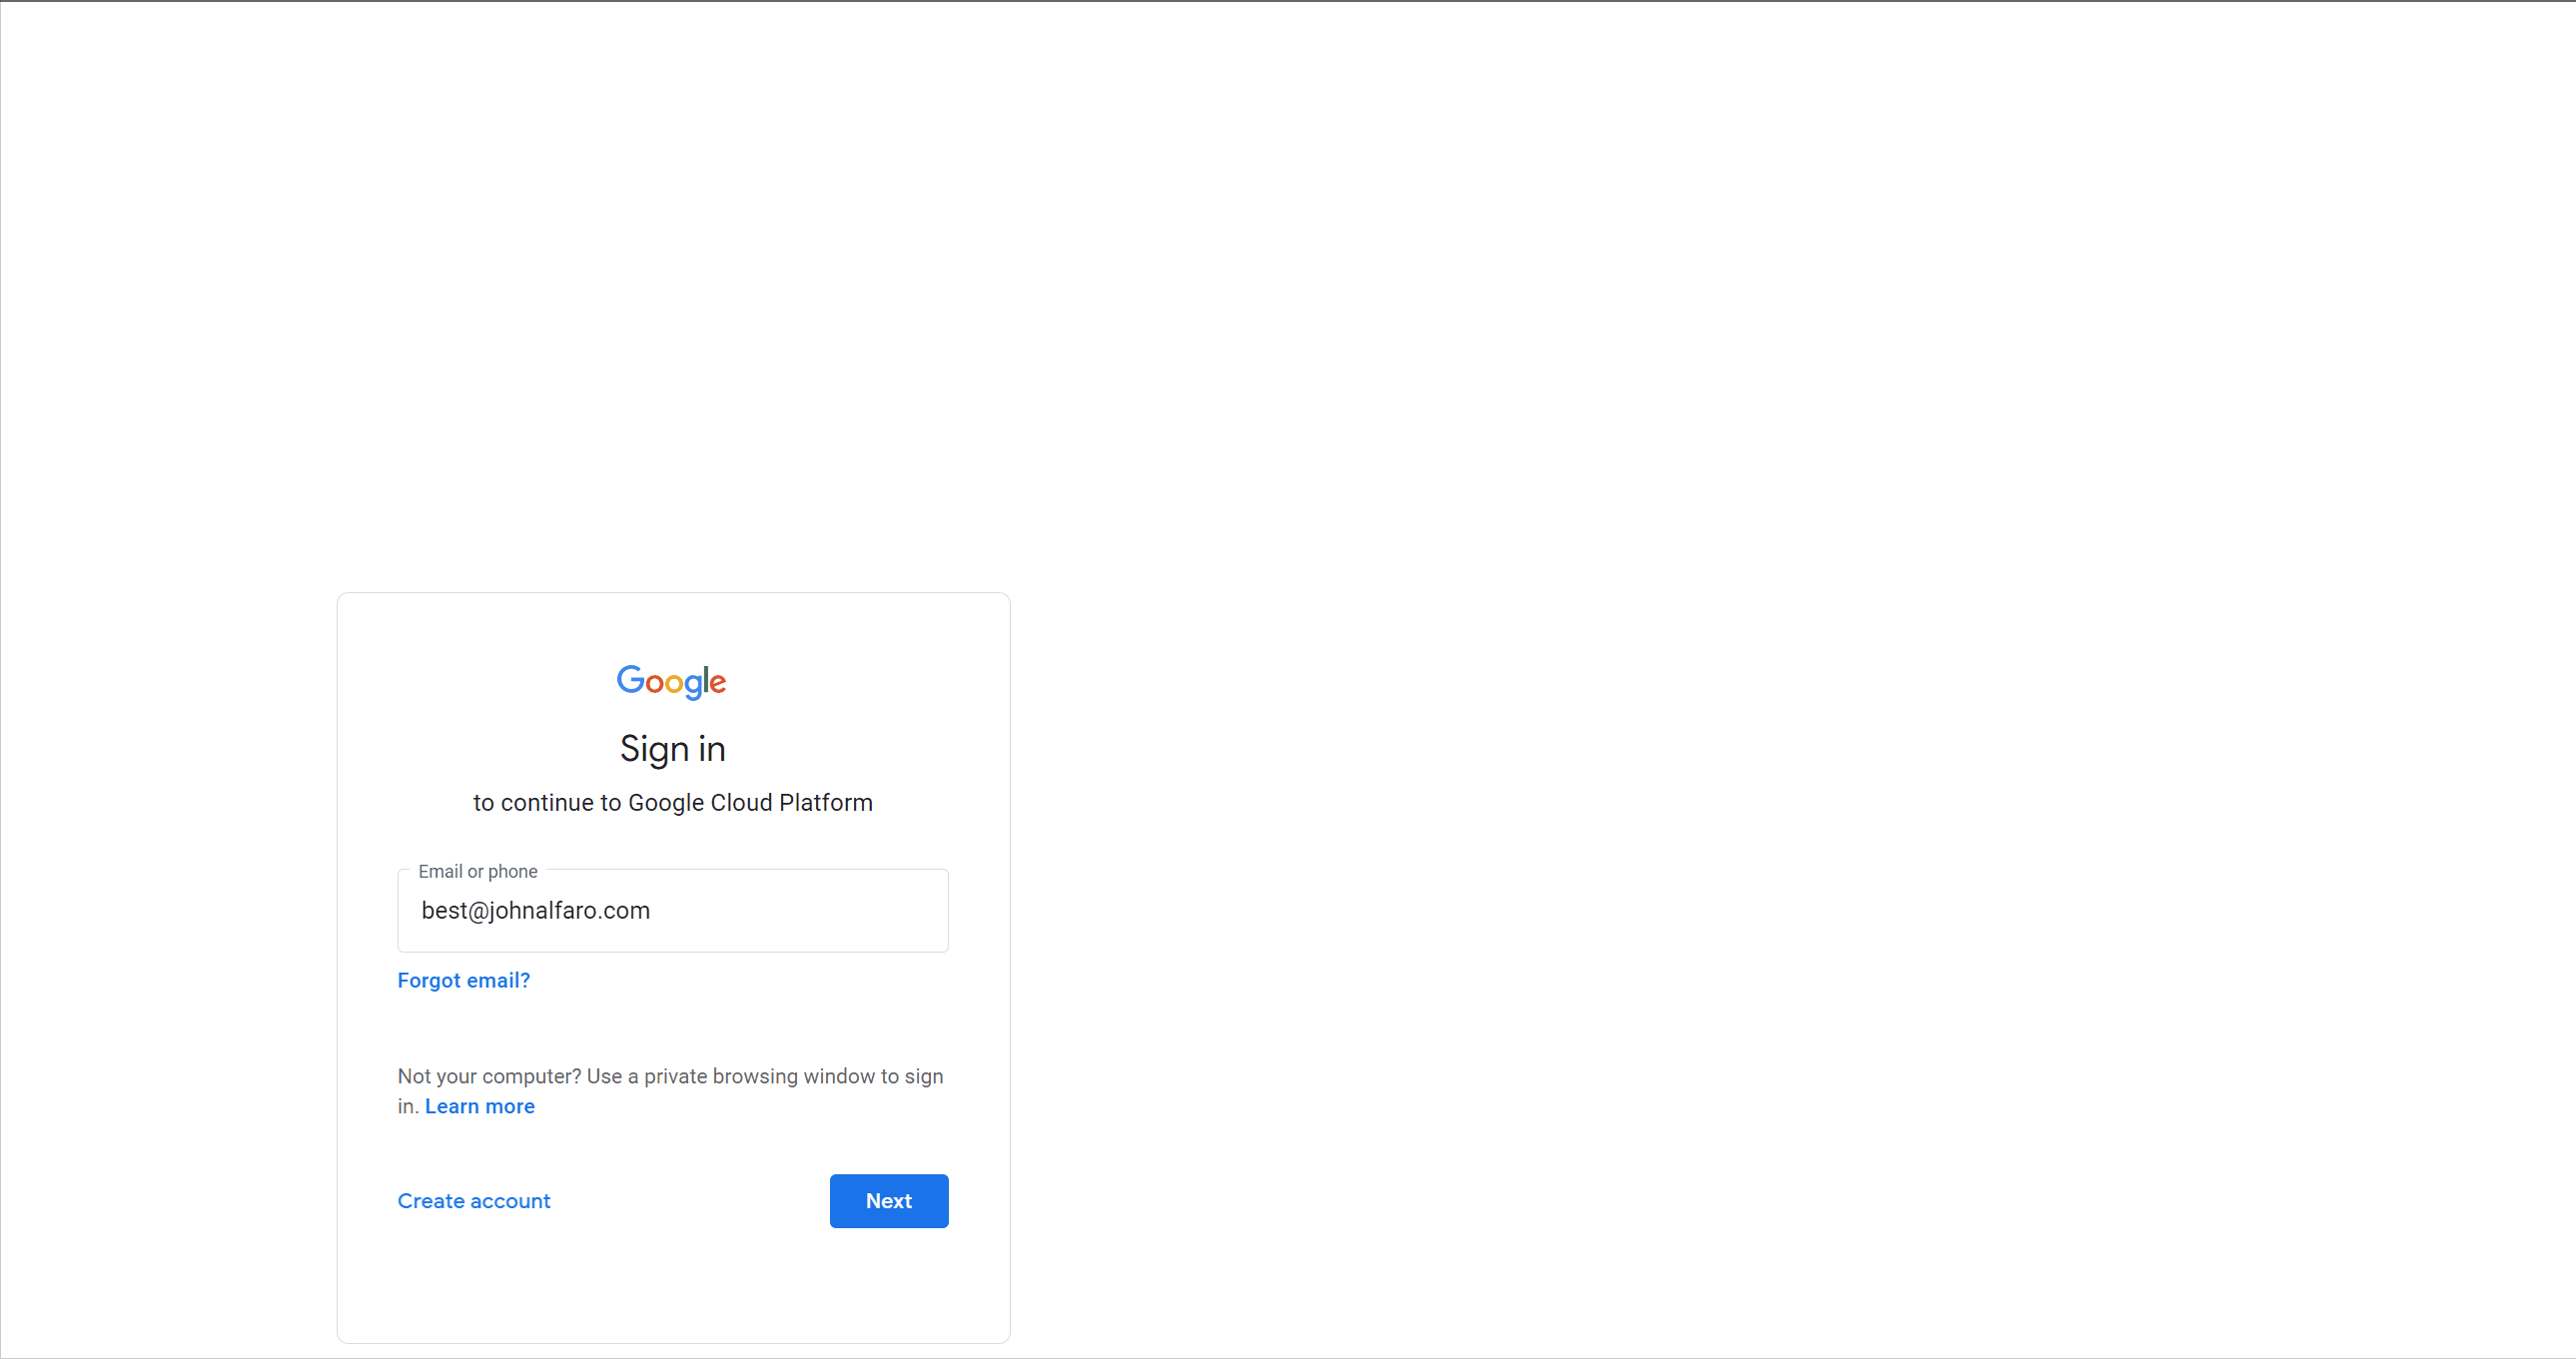 Google
Sign in
to continue to Google Cloud Platform
Email or phone
best@johnalfaro.com
Forgot email?
Not your computer? Use a private browsing window to sign
in. Learn more
Create account
Next